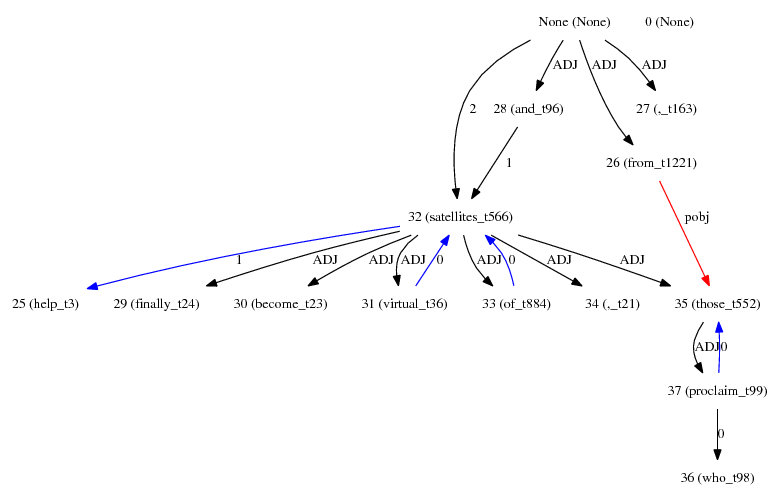 None (None) 0 (None)
ADJ ADJ ADJ
2 28 (and_t96) 27 (,_t163)
1 26 (from_t1221)
32 (satellites_t566) pobj
1 ADJ ADJ ADJ 0 ADJ 0 ADJ ADJ
25 (help_t3) 29 (finally_t24) 30 (become_t23) 31 (virtual_t36) 33 (of_t884) 34 (,_t21) 35 (those_t552)
ADJ 0
37 (proclaim_t99)
0
36 (who_t98)